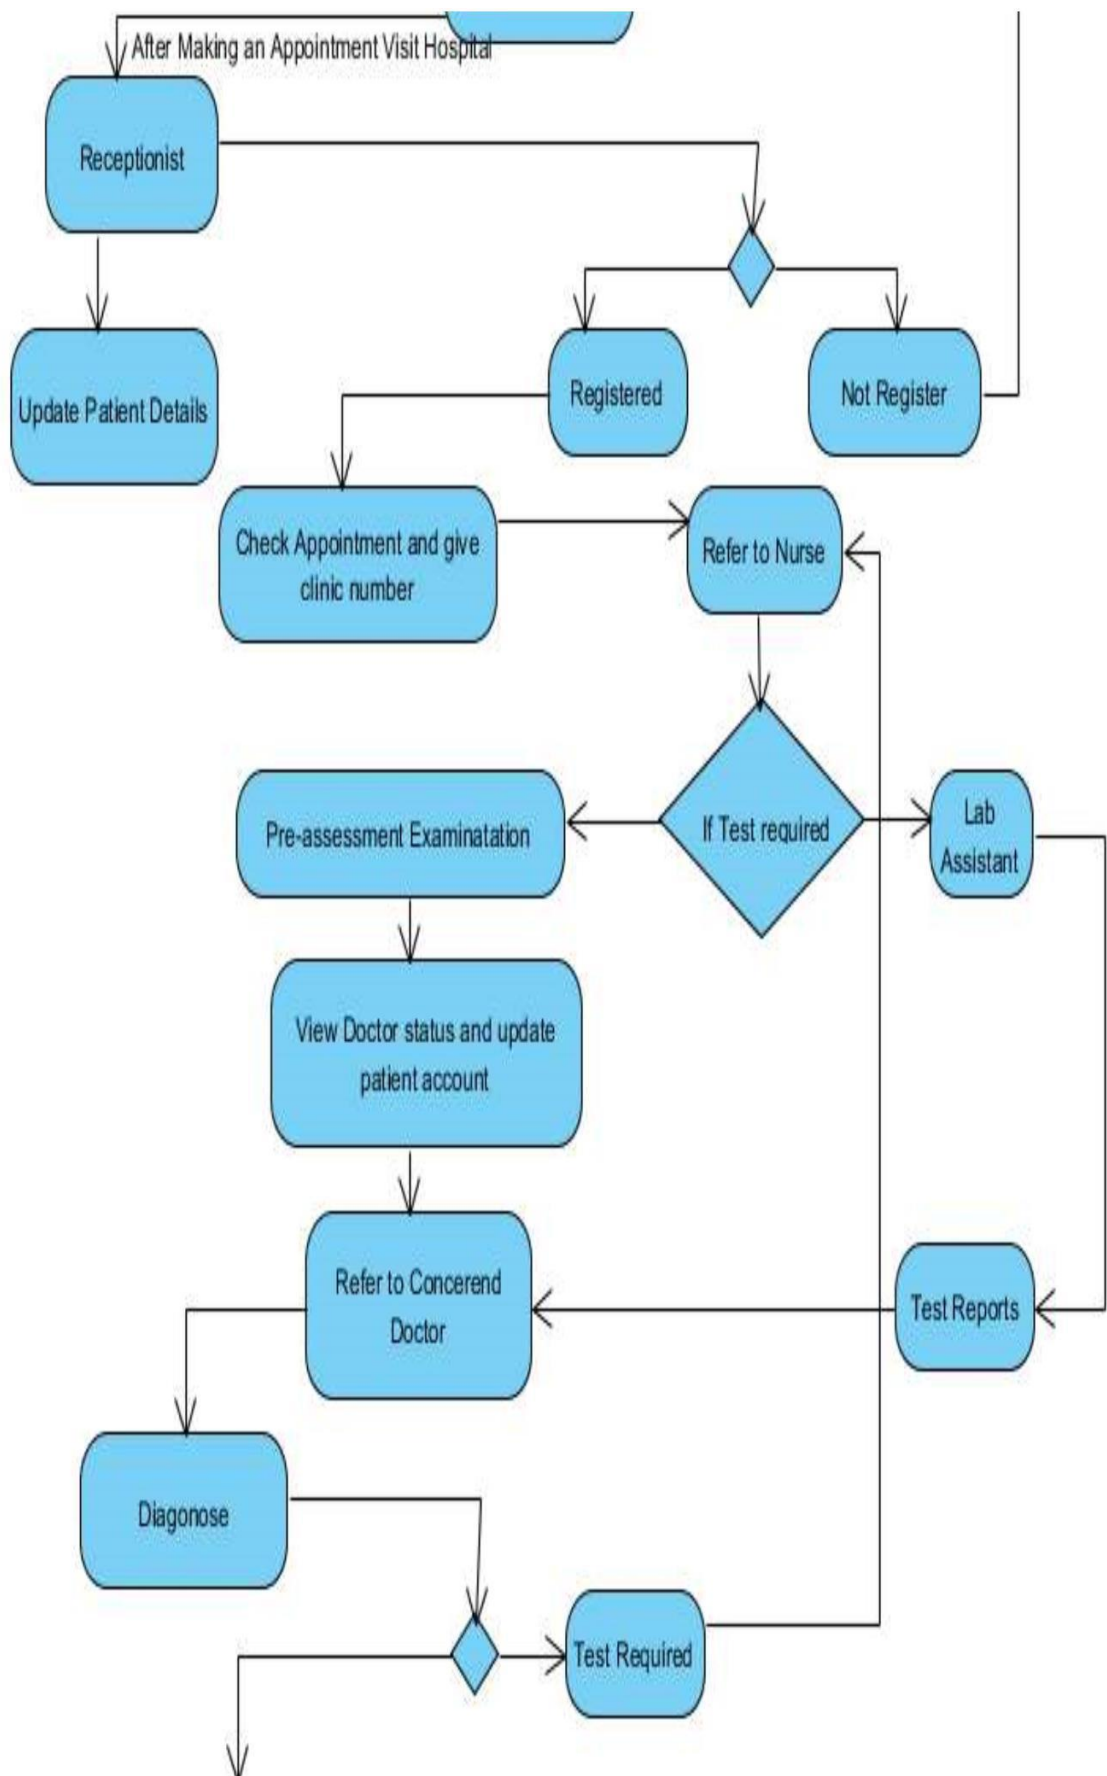 After Making an Appointment Visit Hospital
Receptionist
Update Patient Details
Registered
Not Register
Check Appointment and give
clinic number
Refer to Nurse
Pre-assessment Examinatation
If Test required
Lab
Assistant
View Doctor status and update
patient account
Refer to Concerend
Doctor
Test Reports
Diagonose
Test Required